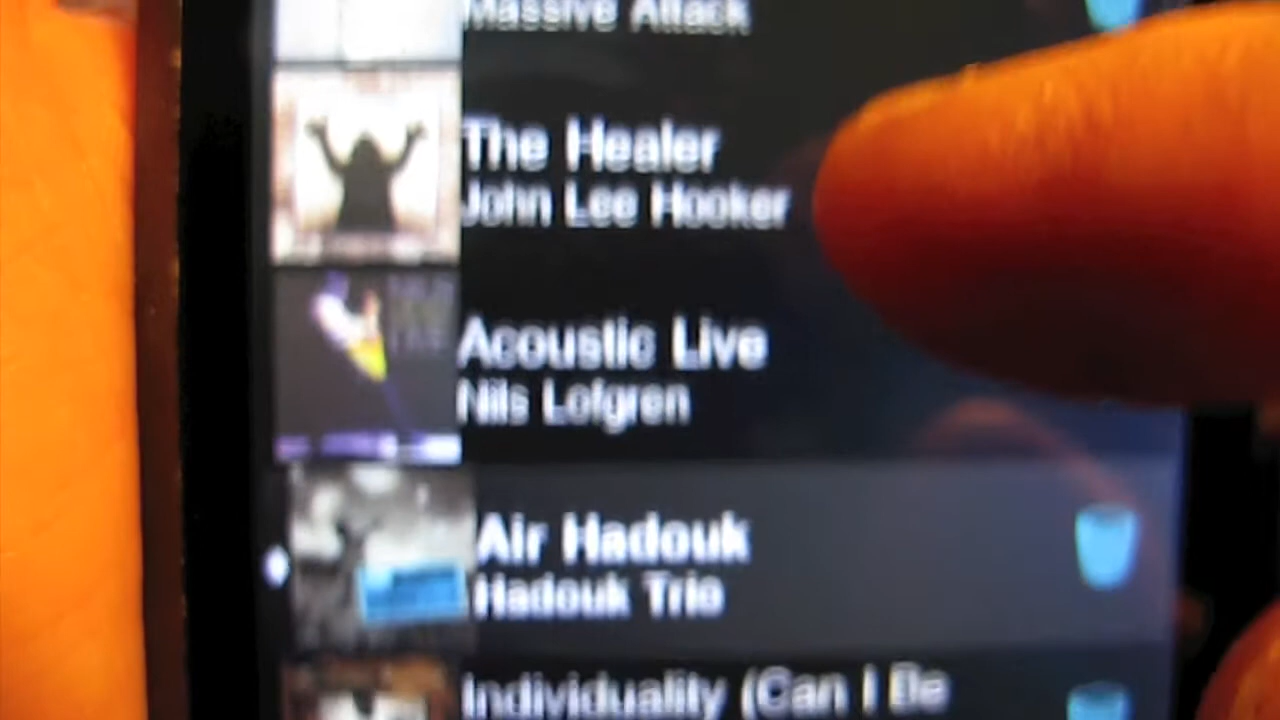 Massive Attack
The Healer
John Lee Hooker
Acoustic Live
Nils Lofgren
Air Hadouk
Hadouk Trio
Individuality (Can I Be